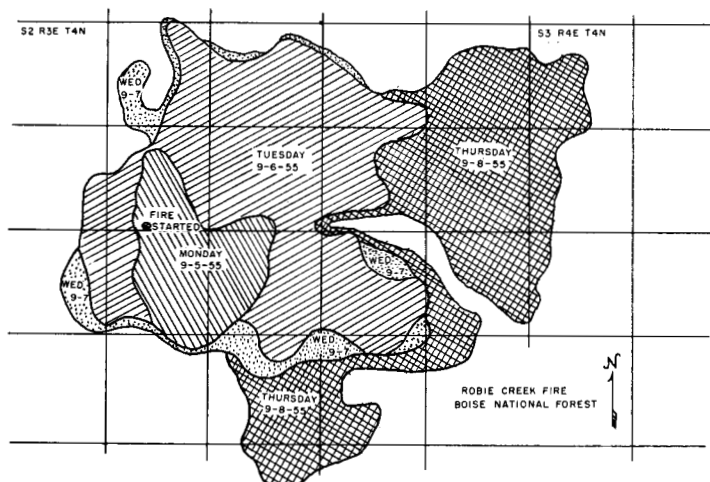 S2 R3E T4N
S3 R4E T4N
WED
9-7
TUESDAY
9-6-55
THURSDAY
9-8-55
FIRE
STARTED
MONDAY
9-5-55
WED
9-7
WED
9-7
WED
9-7
THURSDAY
9-8-55
N
ROBIE CREEK FIRE
BOISE NATIONAL FOREST